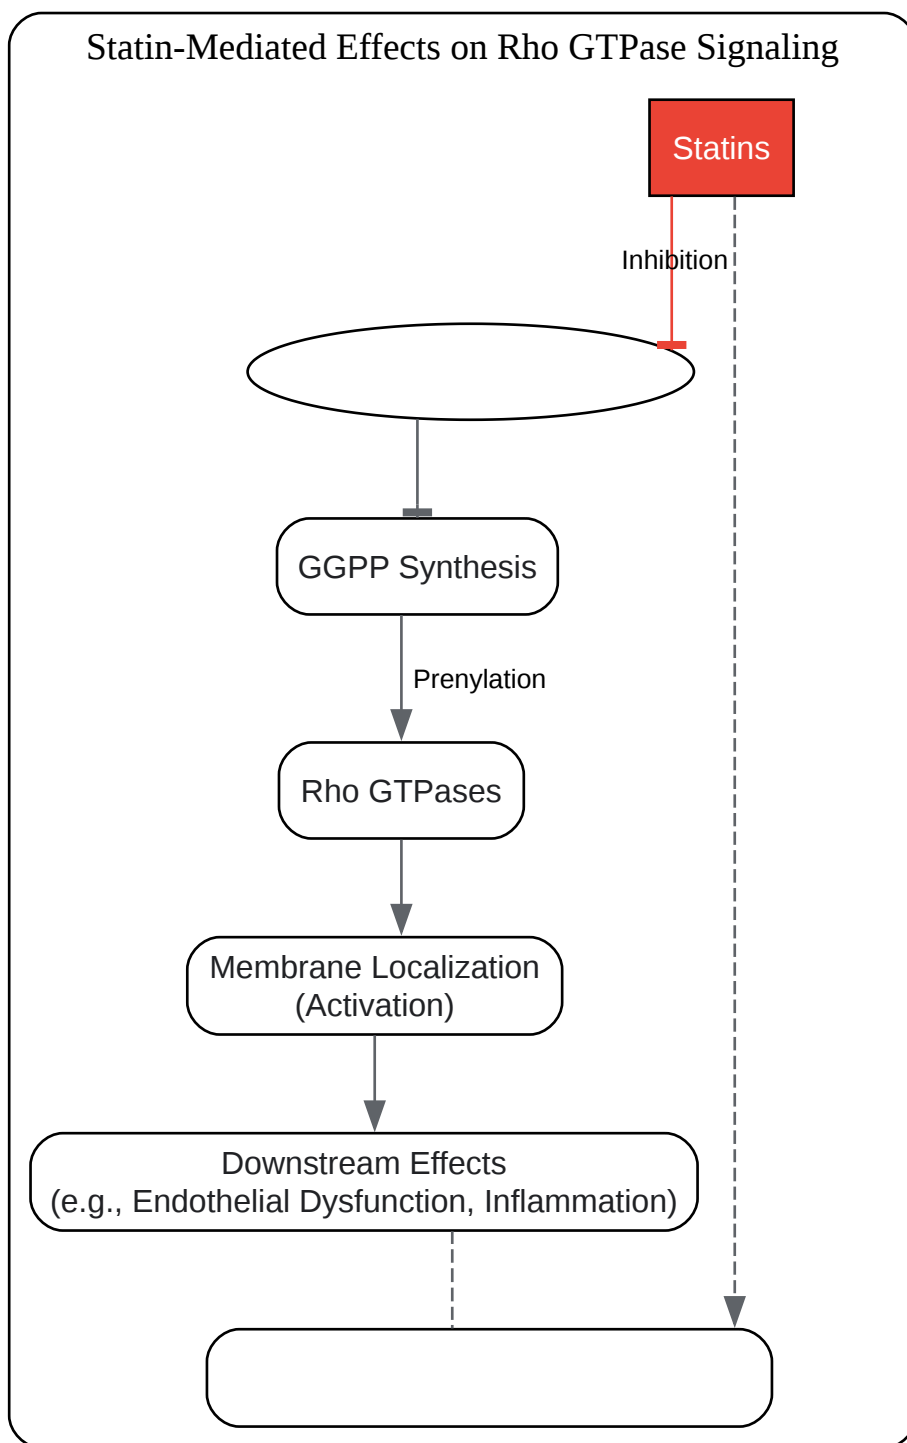 Statin-Mediated Effects on Rho GTPase Signaling
Statins
Inhibition
GGPP Synthesis
Prenylation
Rho GTPases
Membrane Localization
(Activation)
Downstream Effects
(e.g., Endothelial Dysfunction, Inflammation)